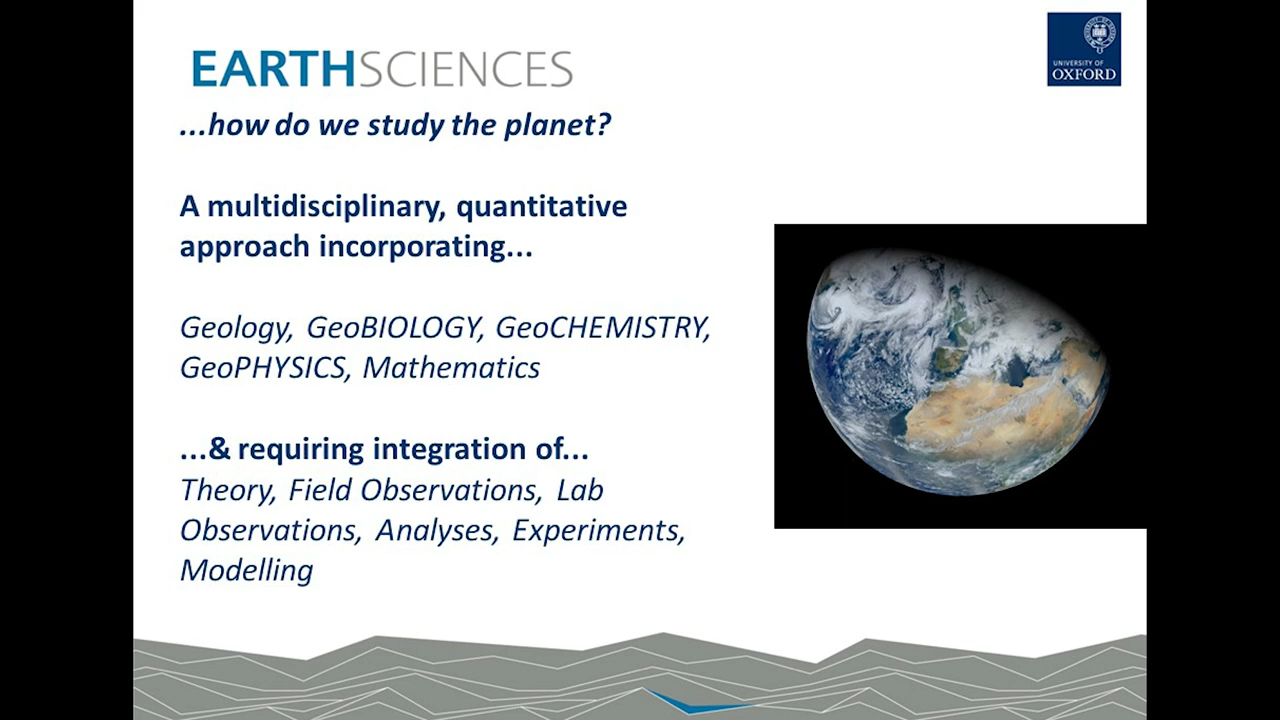 EARTHSCIENCES
UNIVERSITY OF
OXFORD
...how do we study the planet?
A multidisciplinary, quantitative
approach incorporating...
Geology, GeoBIOLOGY, GeoCHEMISTRY,
GeoPHYSICS, Mathematics
...& requiring integration of...
Theory, Field Observations, Lab
Observations, Analyses, Experiments,
Modelling